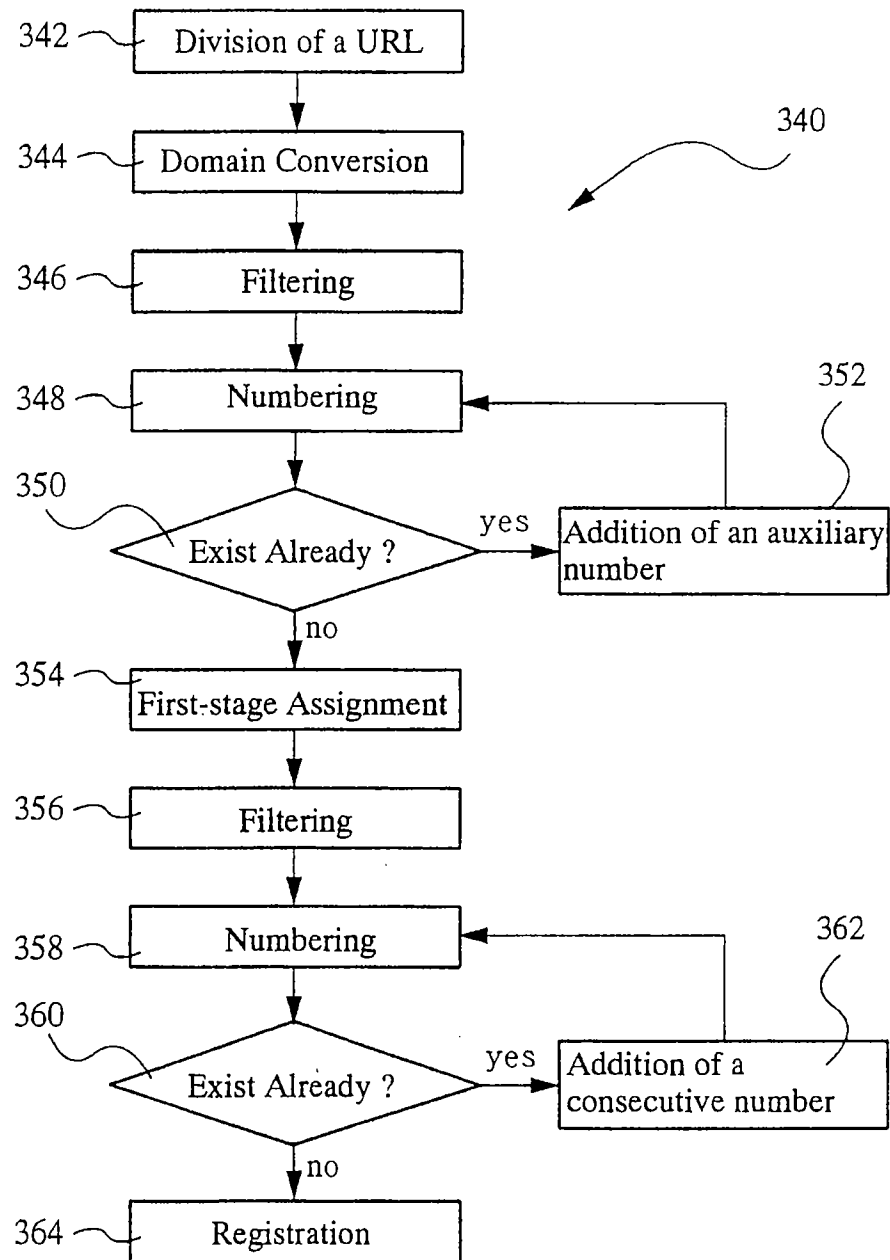 342
Division of a URL
340
344
Domain Conversion
346
Filtering
348
Numbering
352
350
Exist Already ?
yes
Addition of an auxiliary
number
no
354
First-stage Assignment
356
Filtering
358
Numbering
362
360
Exist Already ?
yes
Addition of a
consecutive number
no
364
Registration